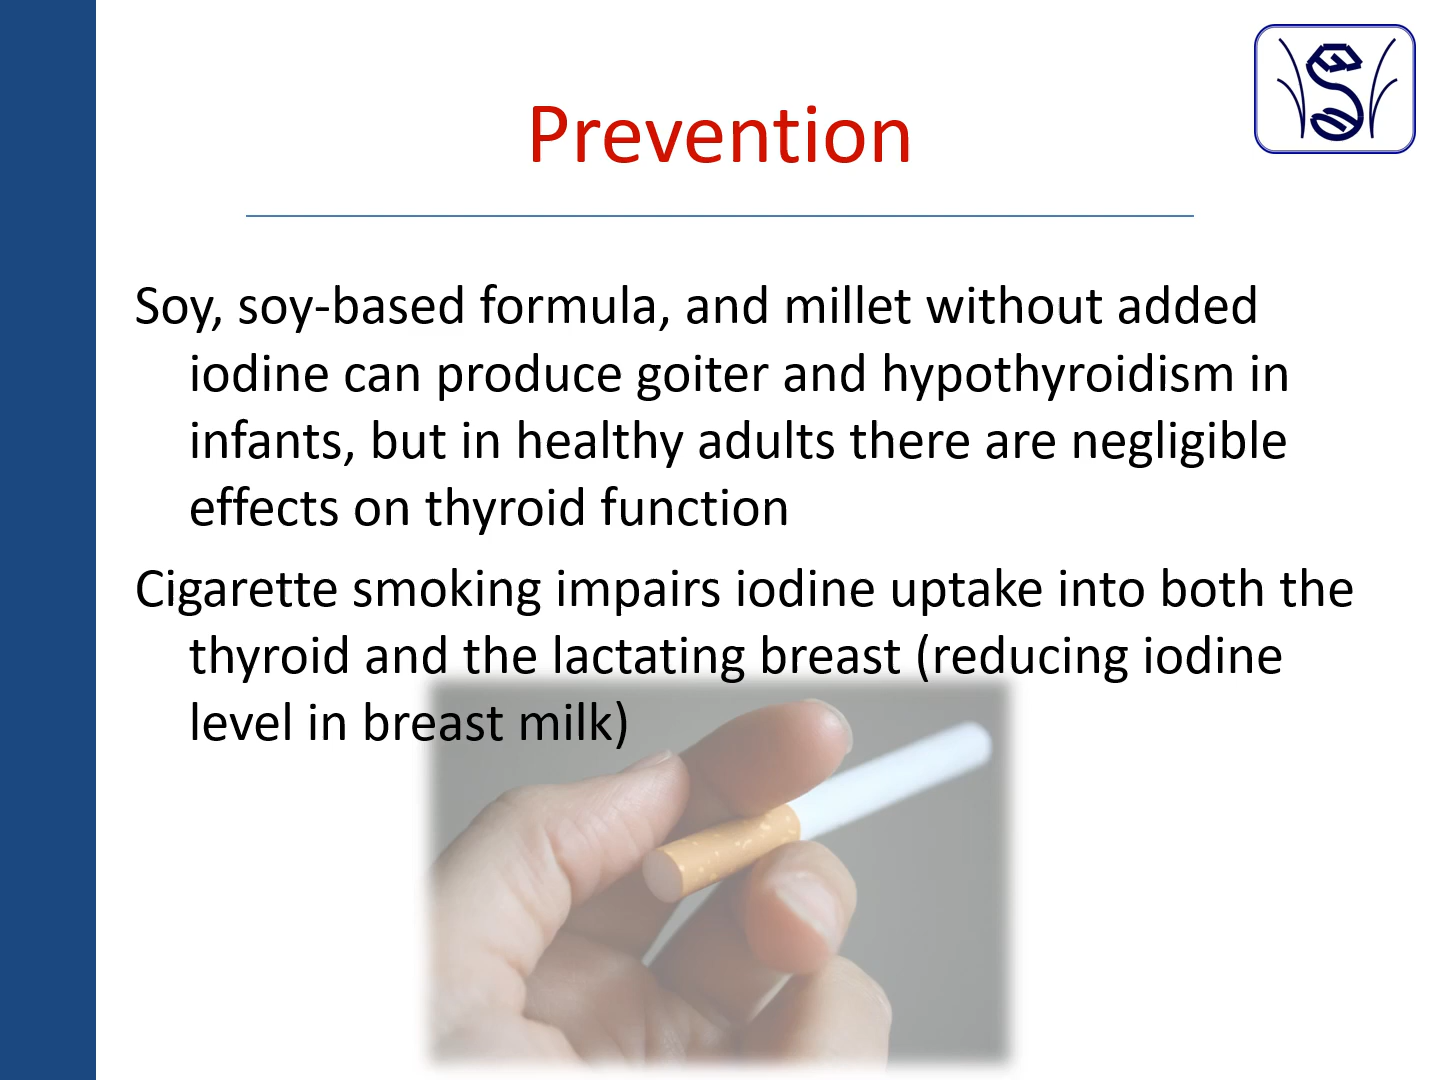 Prevention
Soy, soy-based formula, and millet without added
iodine can produce goiter and hypothyroidism in
infants, but in healthy adults there are negligible
effects on thyroid function
Cigarette smoking impairs iodine uptake into both the
thyroid and the lactating breast (reducing iodine
level in breast milk)